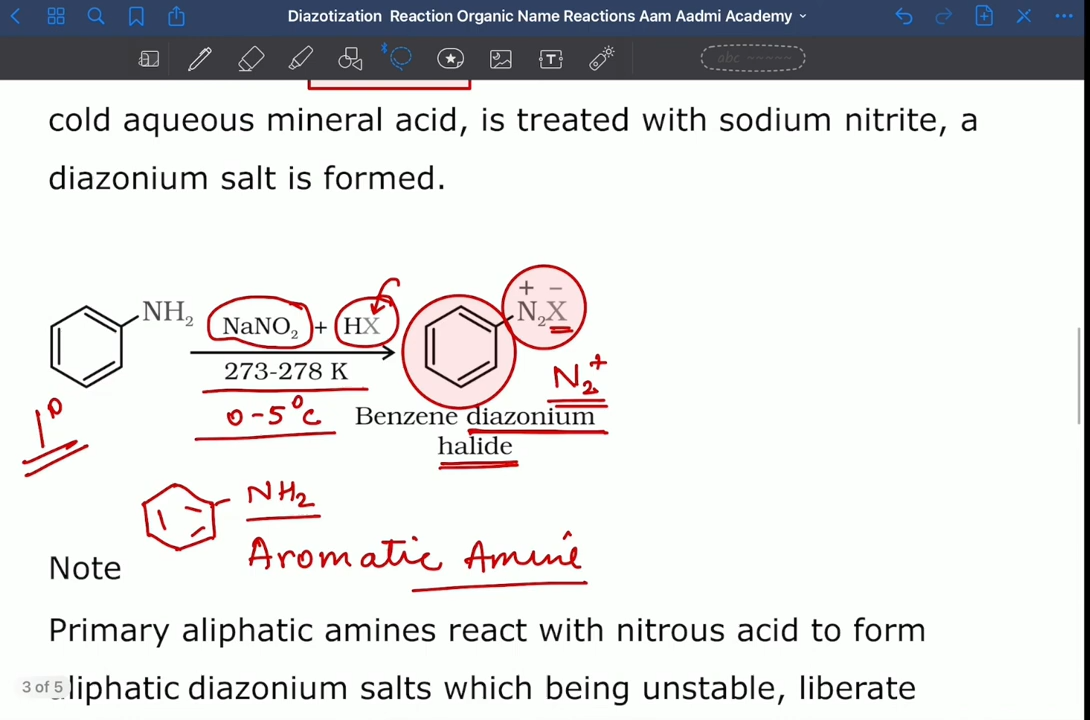 Diazotization Reaction Organic Name Reactions Aam Aadmi Academy
abc
cold aqueous mineral acid, is treated with sodium nitrite, a
diazonium salt is formed.
NH₂
NaNO₂ + HX
273-278 K
0-5°C
+ −
N₂X
N₂⁺
Benzene diazonium
halide
1°
NH₂
Aromatic Amine
Note
Primary aliphatic amines react with nitrous acid to form
3 of 5
aliphatic diazonium salts which being unstable, liberate